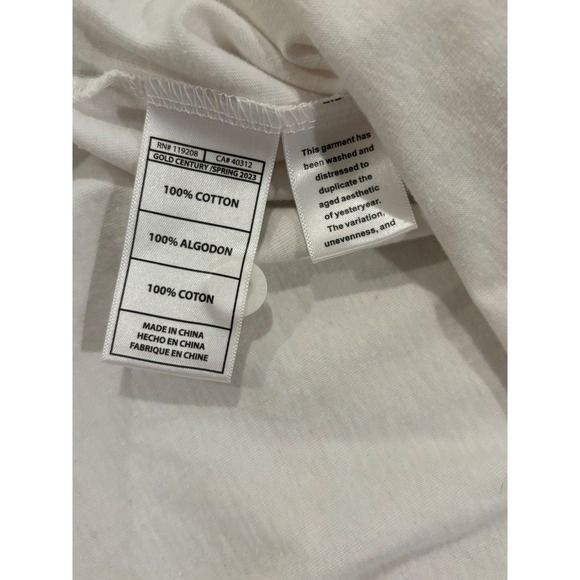 RN# 119208 CA# 40312
GOLD CENTURY /SPRING 2023
100% COTTON
100% ALGODON
100% COTON
MADE IN CHINA
HECHO EN CHINA
FABRIQUE EN CHINE
This garment has
been washed and
distressed to
duplicate the
aged aesthetic
of yesteryear.
The variation,
unevenness, and